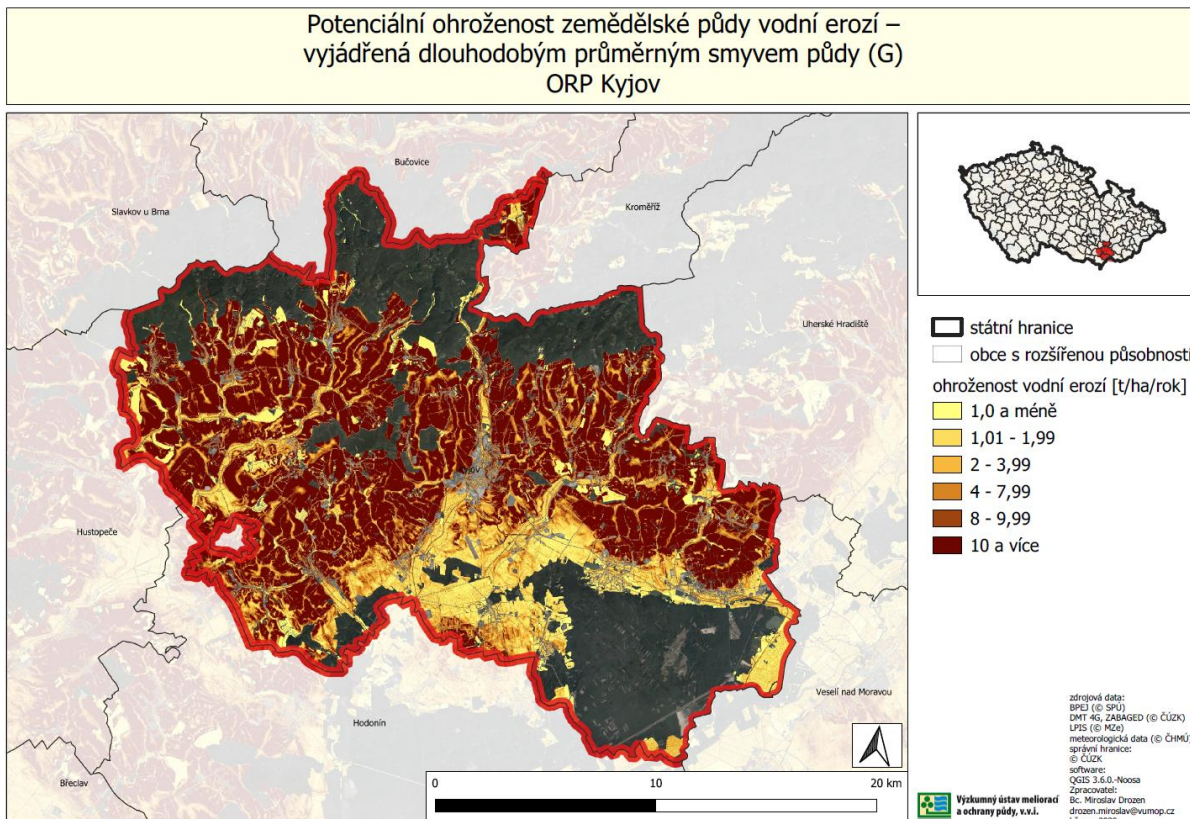 Potenciální ohroženost zemědělské půdy vodní erozí –
vyjádřená dlouhodobým průměrným smyvem půdy (G)
ORP Kyjov
Bučovice
Slavkov u Brna
Kroměříž
Uherské Hradiště
Hustopeče
Veselí nad Moravou
Hodonín
Břeclav
0
10
20 km
státní hranice
obce s rozšířenou působností
ohroženost vodní erozí [t/ha/rok]
1,0 a méně
1,01 - 1,99
2 - 3,99
4 - 7,99
8 - 9,99
10 a více
zdrojová data:
BPEJ (© SPÚ)
DMT 4G, ZABAGED (© ČÚZK)
LPIS (© MZe)
meteorologická data (© ČHMÚ)
správní hranice:
© ČÚZK
software:
QGIS 3.6.0.-Noosa
Zpracovatel:
Bc. Miroslav Drozen
drozen.miroslav@vumop.cz
Výzkumný ústav meliorací
a ochrany půdy, v.v.i.